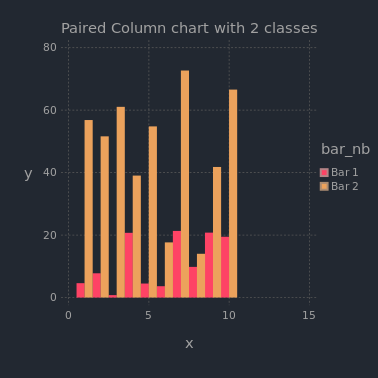 Paired Column chart with 2 classes
80
60
40
20
0
y
0 5 10 15
x
bar_nb
Bar 1
Bar 2